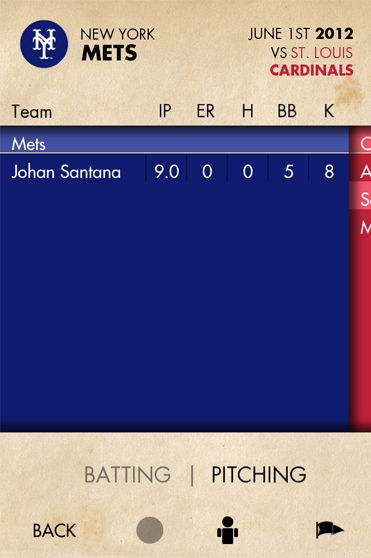 NEW YORK
METS
JUNE 1ST 2012
VS ST. LOUIS
CARDINALS
Team IP ER H BB K
Mets
Johan Santana 9.0 0 0 5 8
BATTING | PITCHING
BACK